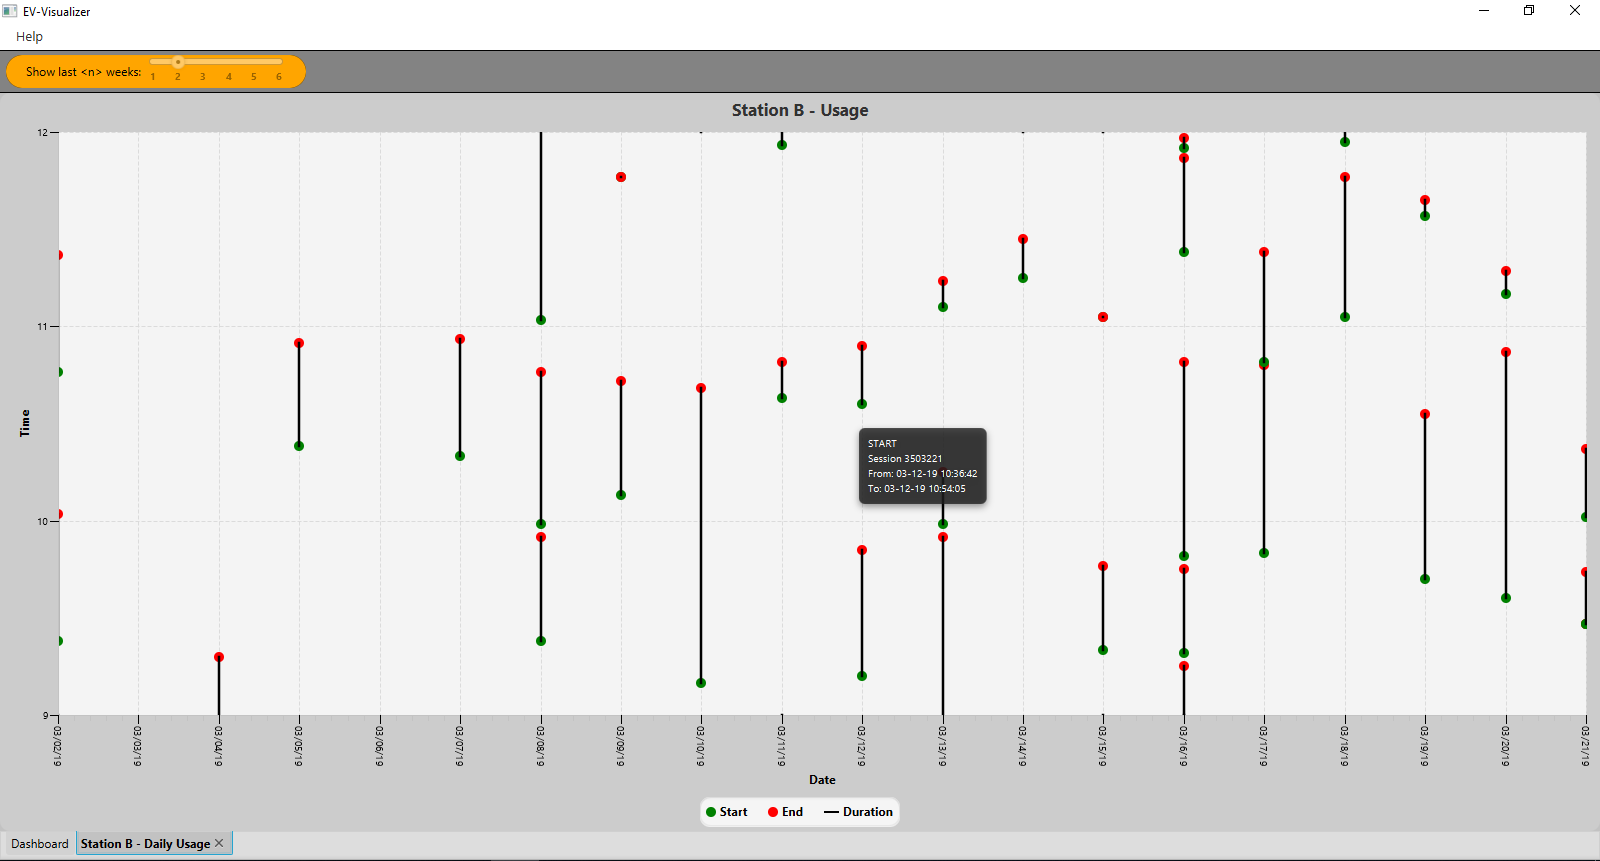 EV-Visualizer
Help
Show last <n> weeks:
1 2 3 4 5 6
Station B - Usage
12
11
10
9
Time
START
Session 3503221
From: 03-12-19 10:36:42
To: 03-12-19 10:54:05
03/02/19 03/03/19 03/04/19 03/05/19 03/06/19 03/07/19 03/08/19 03/09/19 03/10/19 03/11/19 03/12/19 03/13/19 03/14/19 03/15/19 03/16/19 03/17/19 03/18/19 03/19/19 03/20/19 03/21/19
Date
Start End Duration
Dashboard Station B - Daily Usage